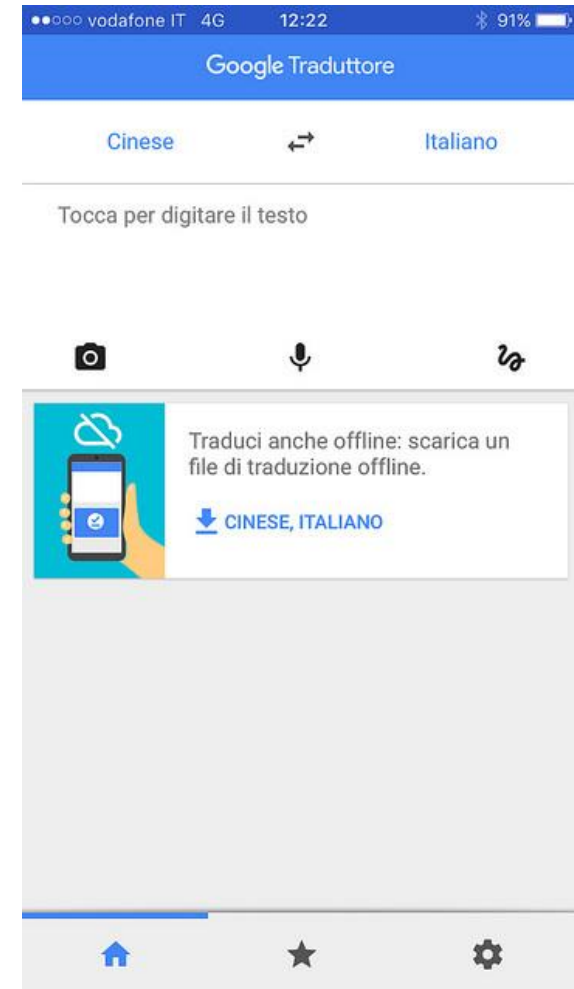 vodafone IT 4G 12:22 91%
Google Traduttore
Cinese Italiano
Tocca per digitare il testo
Traduci anche offline: scarica un
file di traduzione offline.
CINESE, ITALIANO